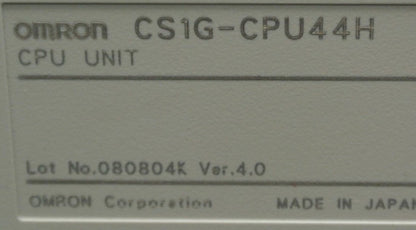 OMRON CS1G-CPU44H
CPU UNIT
Lot No.080804K Ver.4.0
OMRON Corporation MADE IN JAPAN